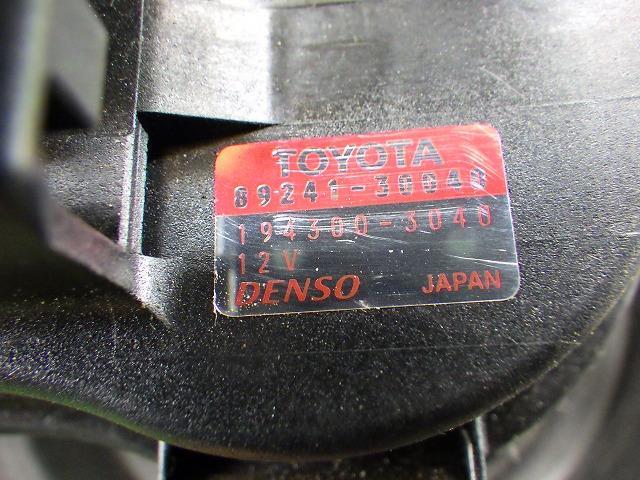 TOYOTA
89241-30040
194300-3040
12V
DENSO JAPAN